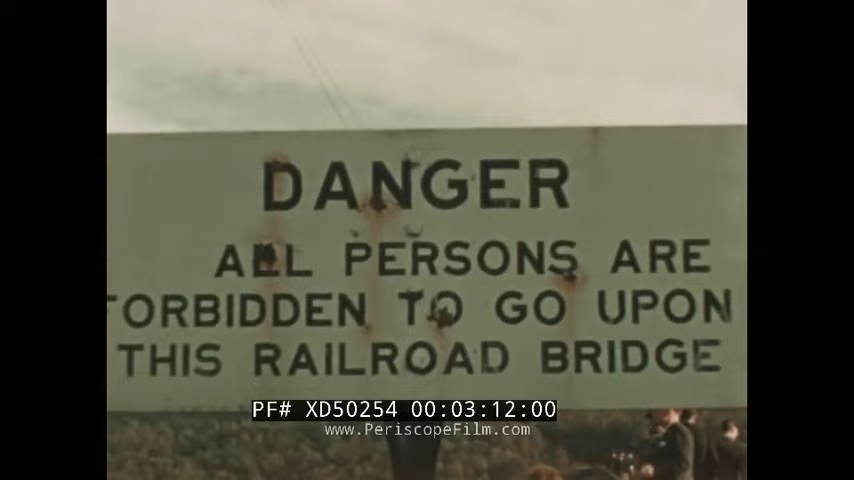 DANGER
ALL PERSONS ARE
FORBIDDEN TO GO UPON
THIS RAILROAD BRIDGE
PF# XD50254 00:03:12:00
www.PeriscopeFilm.com